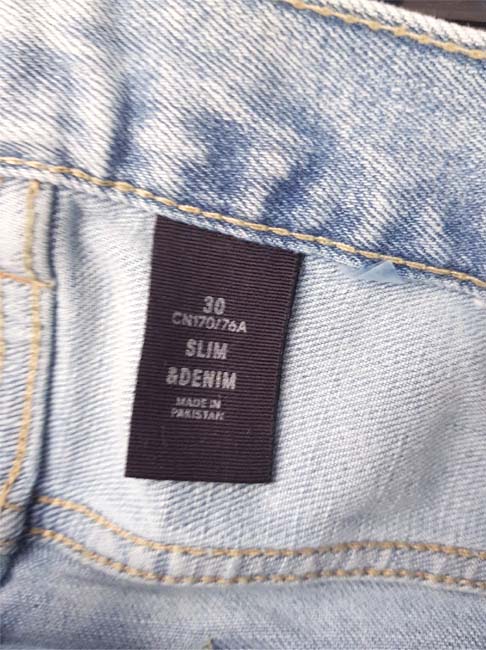 30
CN170/76A
SLIM
&DENIM
MADE IN
PAKISTAN